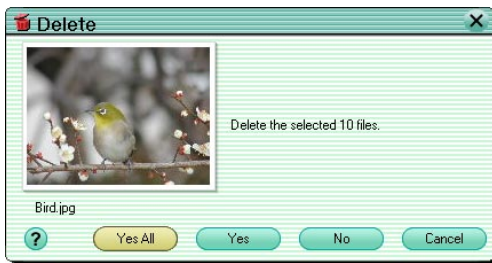 Delete
Delete the selected 10 files.
Bird.jpg
? Yes All Yes No Cancel